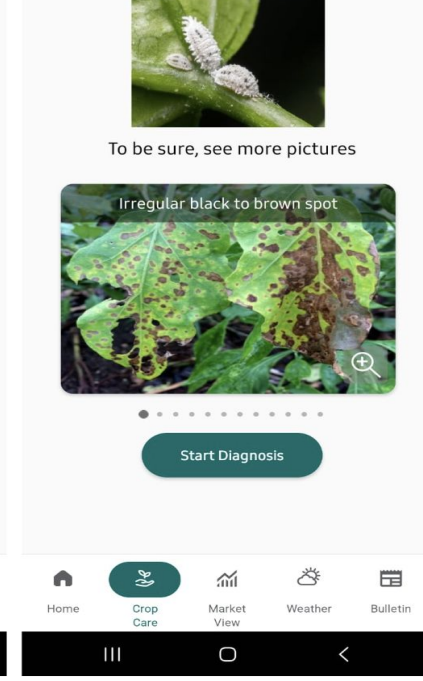 To be sure, see more pictures
Irregular black to brown spot
Start Diagnosis
Home
Crop
Care
Market
View
Weather
Bulletin